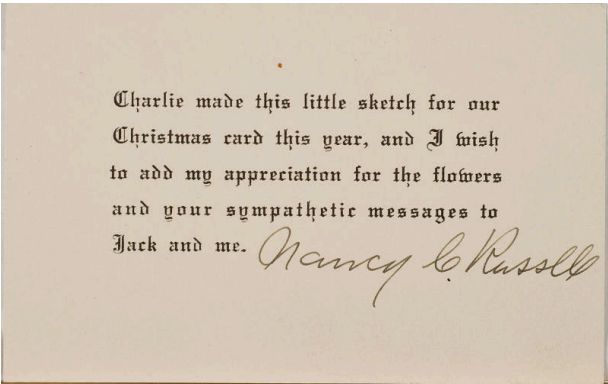 Charlie made this little sketch for our
Christmas card this year, and I wish
to add my appreciation for the flowers
and your sympathetic messages to
Jack and me. Nancy C. Russell